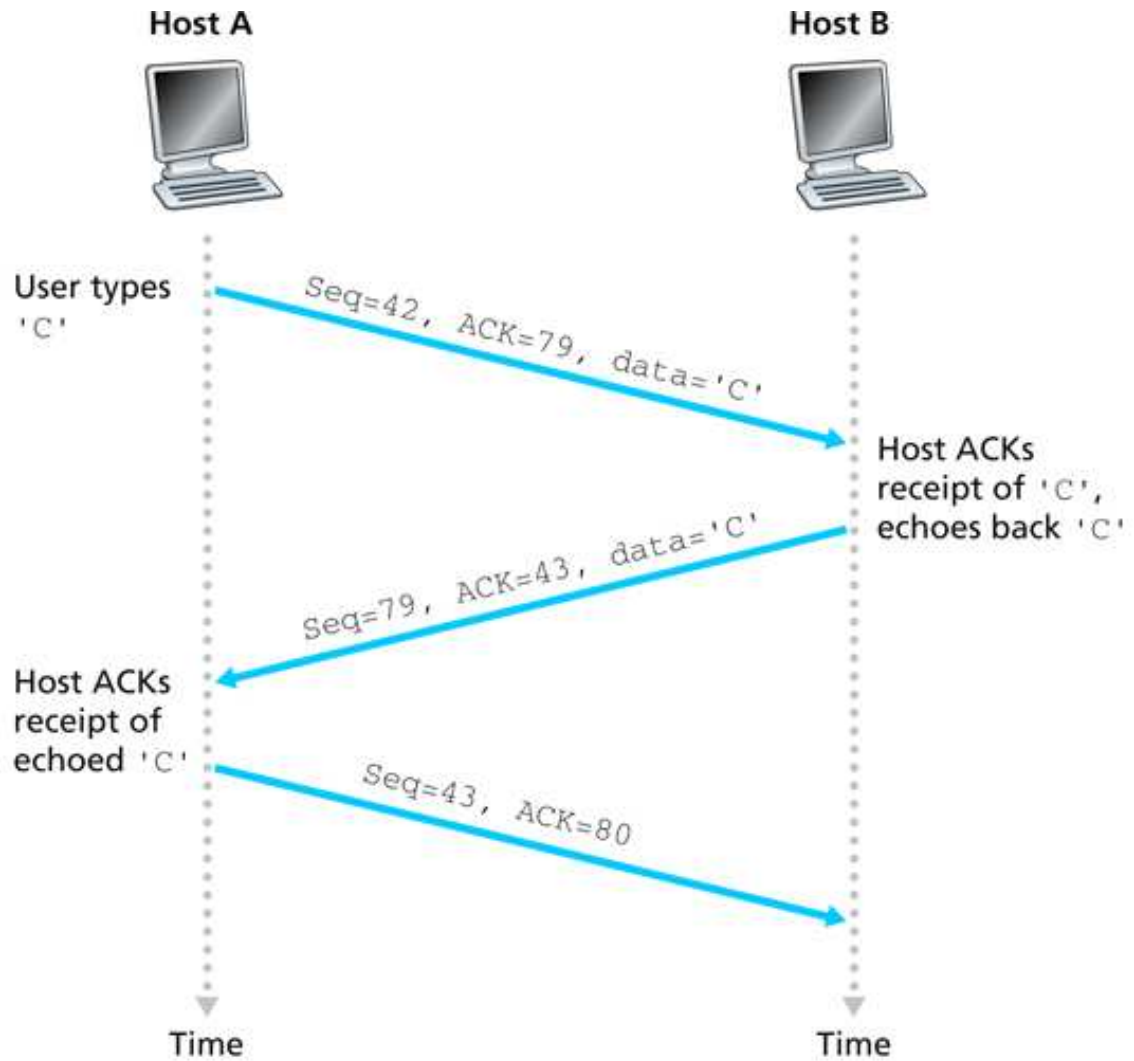 Host A
Host B
User types
'C'
Seq=42, ACK=79, data='C'
Host ACKs
receipt of 'C',
echoes back 'C'
Seq=79, ACK=43, data='C'
Host ACKs
receipt of
echoed 'C'
Seq=43, ACK=80
Time
Time